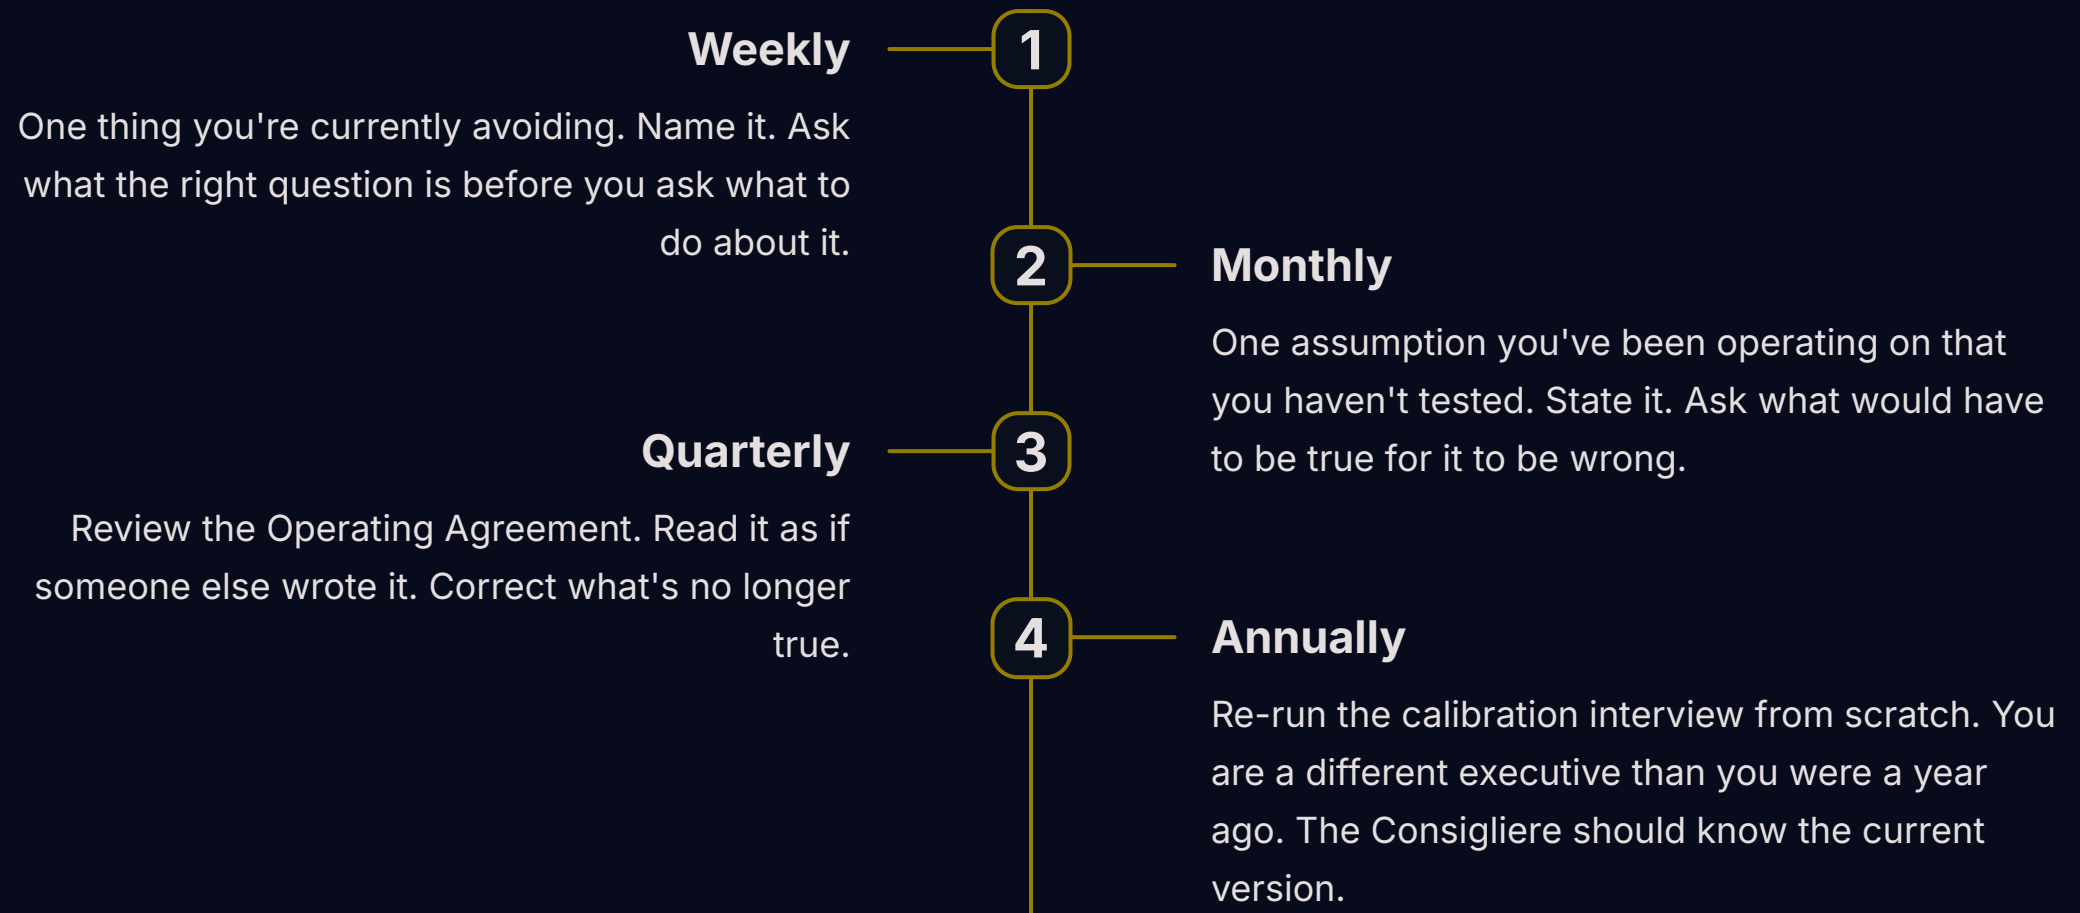 Weekly
1
One thing you're currently avoiding. Name it. Ask
what the right question is before you ask what to
do about it.
2
Monthly
One assumption you've been operating on that
you haven't tested. State it. Ask what would have
to be true for it to be wrong.
Quarterly
3
Review the Operating Agreement. Read it as if
someone else wrote it. Correct what's no longer
true.
4
Annually
Re-run the calibration interview from scratch. You
are a different executive than you were a year
ago. The Consigliere should know the current
version.